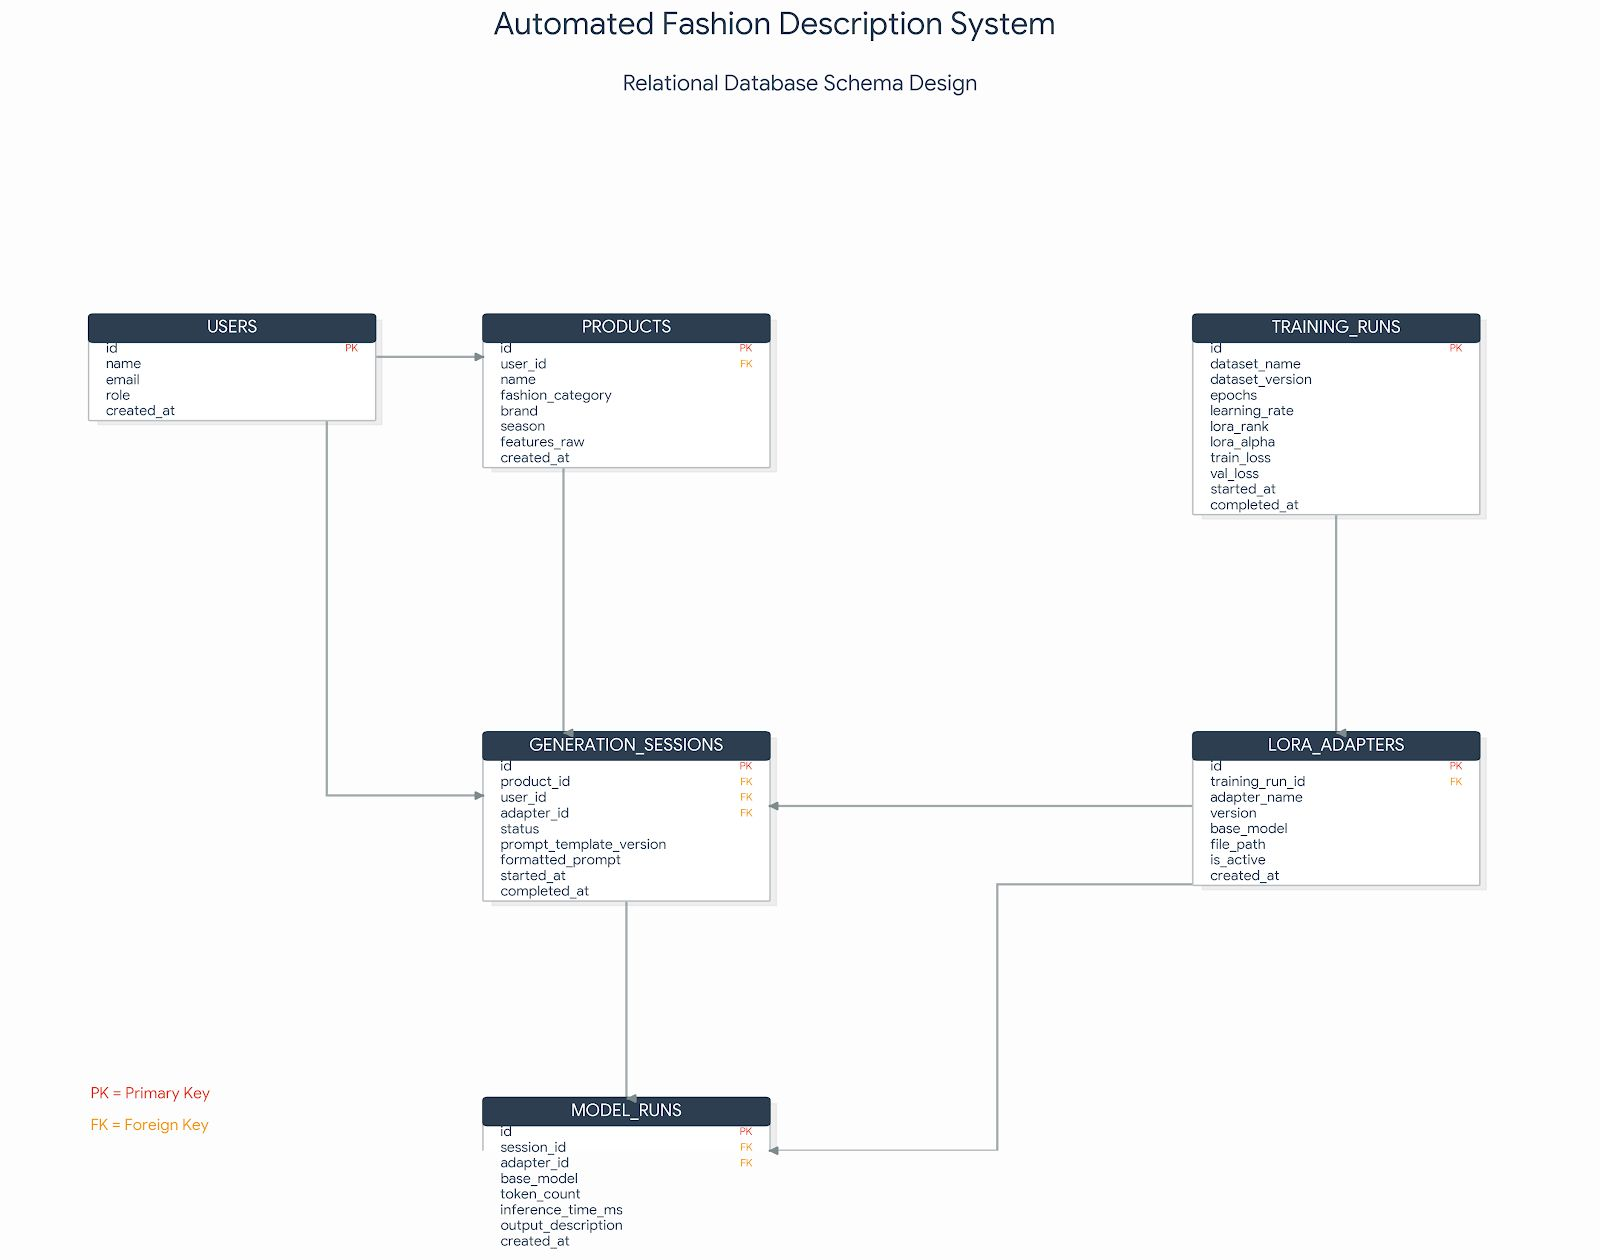 Automated Fashion Description System
Relational Database Schema Design
USERS
id PK
name
email
role
created_at
PRODUCTS
id PK
user_id FK
name
fashion_category
brand
season
features_raw
created_at
TRAINING_RUNS
id PK
dataset_name
dataset_version
epochs
learning_rate
lora_rank
lora_alpha
train_loss
val_loss
started_at
completed_at
GENERATION_SESSIONS
id PK
product_id FK
user_id FK
adapter_id FK
status
prompt_template_version
formatted_prompt
started_at
completed_at
LORA_ADAPTERS
id PK
training_run_id FK
adapter_name
version
base_model
file_path
is_active
created_at
PK = Primary Key
FK = Foreign Key
MODEL_RUNS
id PK
session_id FK
adapter_id FK
base_model
token_count
inference_time_ms
output_description
created_at